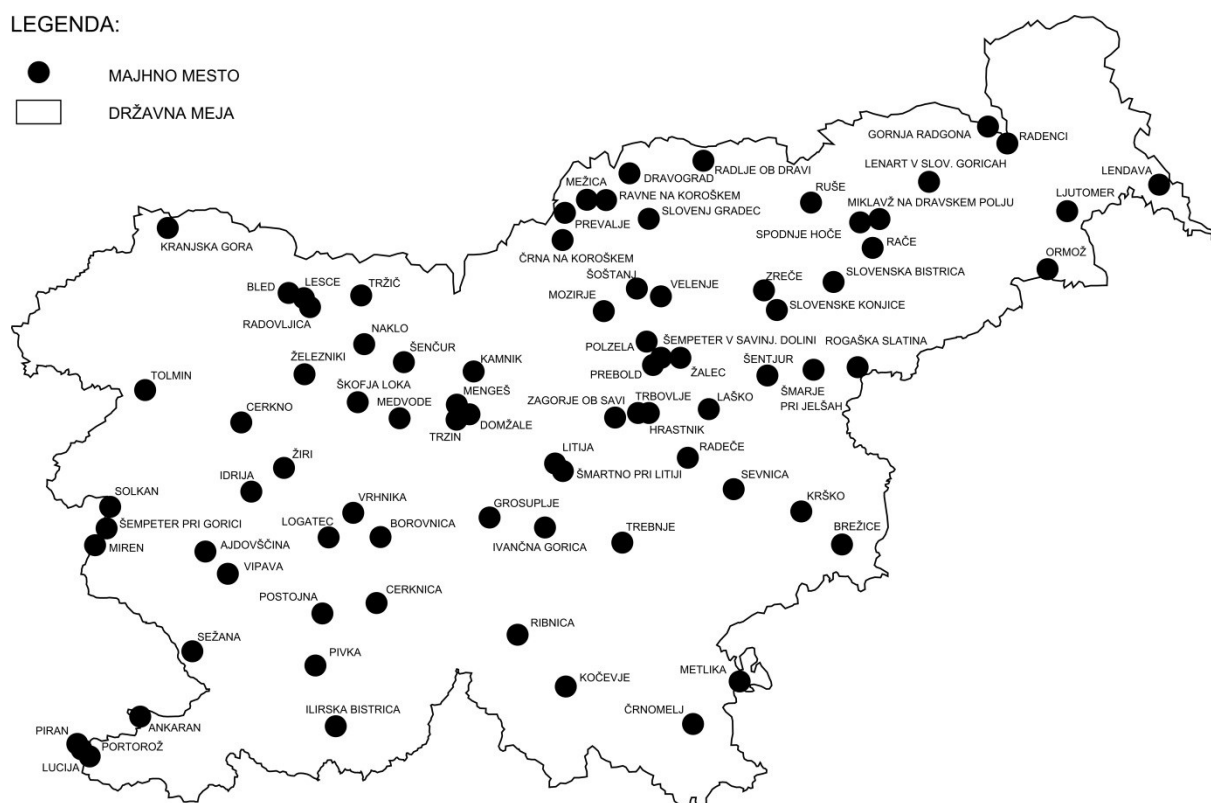 LEGENDA:
MAJHNO MESTO
DRŽAVNA MEJA
GORNJA RADGONA
RADENCI
RADLJE OB DRAVI
LENART V SLOV. GORICAH
DRAVOGRAD
MEŽICA
RAVNE NA KOROŠKEM
RUŠE
LENDAVA
LJUTOMER
MIKLAVŽ NA DRAVSKEM POLJU
PREVALJE
SLOVENJ GRADEC
SPODNJE HOČE
KRANJSKA GORA
RAČE
ČRNA NA KOROŠKEM
ORMOŽ
ŠOŠTANJ
SLOVENSKA BISTRICA
ZREČE
LESCE
TRŽIČ
BLED
VELENJE
MOZIRJE
SLOVENSKE KONJICE
RADOVLJICA
NAKLO
ŠEMPETER V SAVINJ. DOLINI
ROGAŠKA SLATINA
ŠENČUR
POLZELA
ŽELEZNIKI
KAMNIK
ŠENTJUR
PREBOLD
ŽALEC
TOLMIN
ŠKOFJA LOKA
MENGEŠ
ŠMARJE
PRI JELŠAH
MEDVODE
ZAGORJE OB SAVI
TRBOVLJE
LAŠKO
CERKNO
DOMŽALE
TRZIN
HRASTNIK
LITIJA
RADEČE
ŽIRI
ŠMARTNO PRI LITIJI
IDRIJA
SEVNICA
SOLKAN
KRŠKO
VRHNIKA
GROSUPLJE
ŠEMPETER PRI GORICI
LOGATEC
BOROVNICA
TREBNJE
BREŽICE
IVANČNA GORICA
MIREN
AJDOVŠČINA
VIPAVA
CERKNICA
POSTOJNA
RIBNICA
SEŽANA
PIVKA
METLIKA
KOČEVJE
ILIRSKA BISTRICA
ČRNOMELJ
ANKARAN
PIRAN
PORTOROŽ
LUCIJA